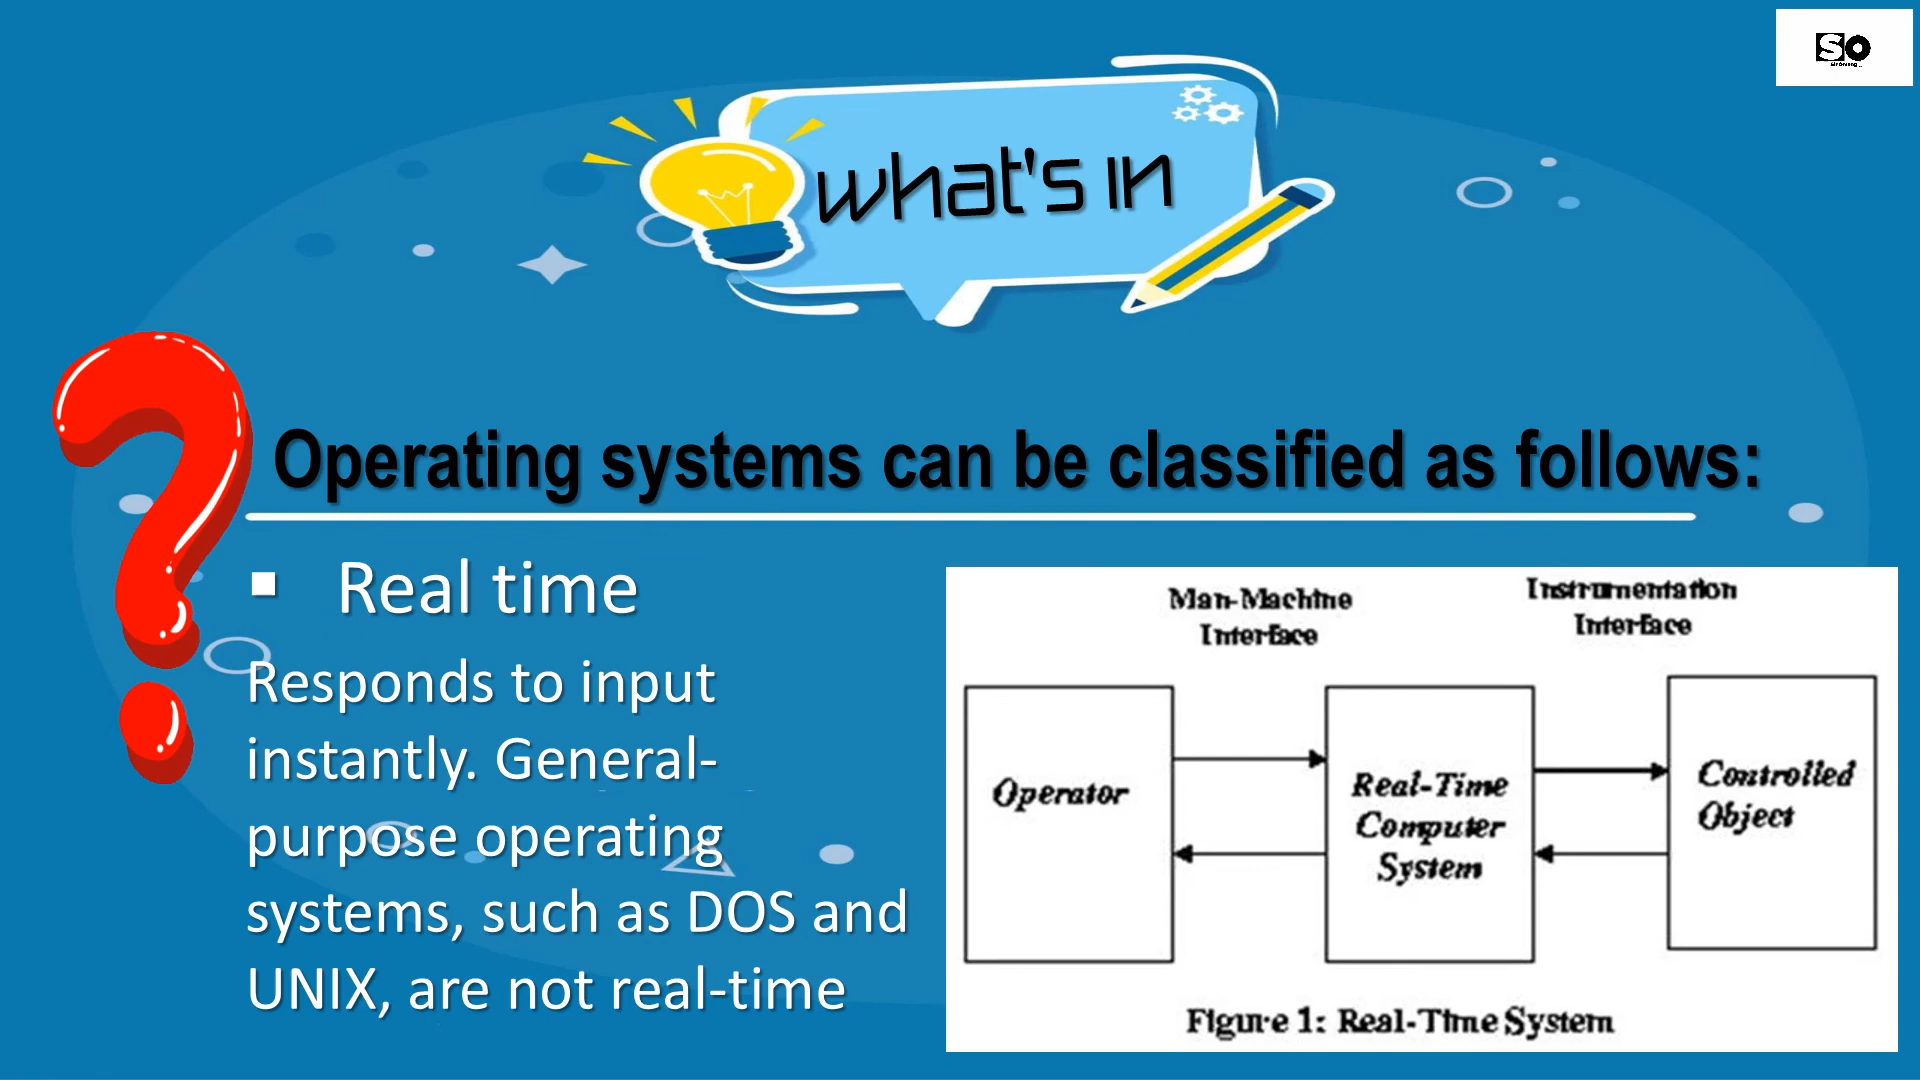 SO
what's in
Operating systems can be classified as follows:
▪ Real time
Responds to input
instantly. General-
purpose operating
systems, such as DOS and
UNIX, are not real-time
Man-Machine
Interface
Instrumentation
Interface
Operator
Real-Time
Computer
System
Controlled
Object
Figure 1: Real-Time System